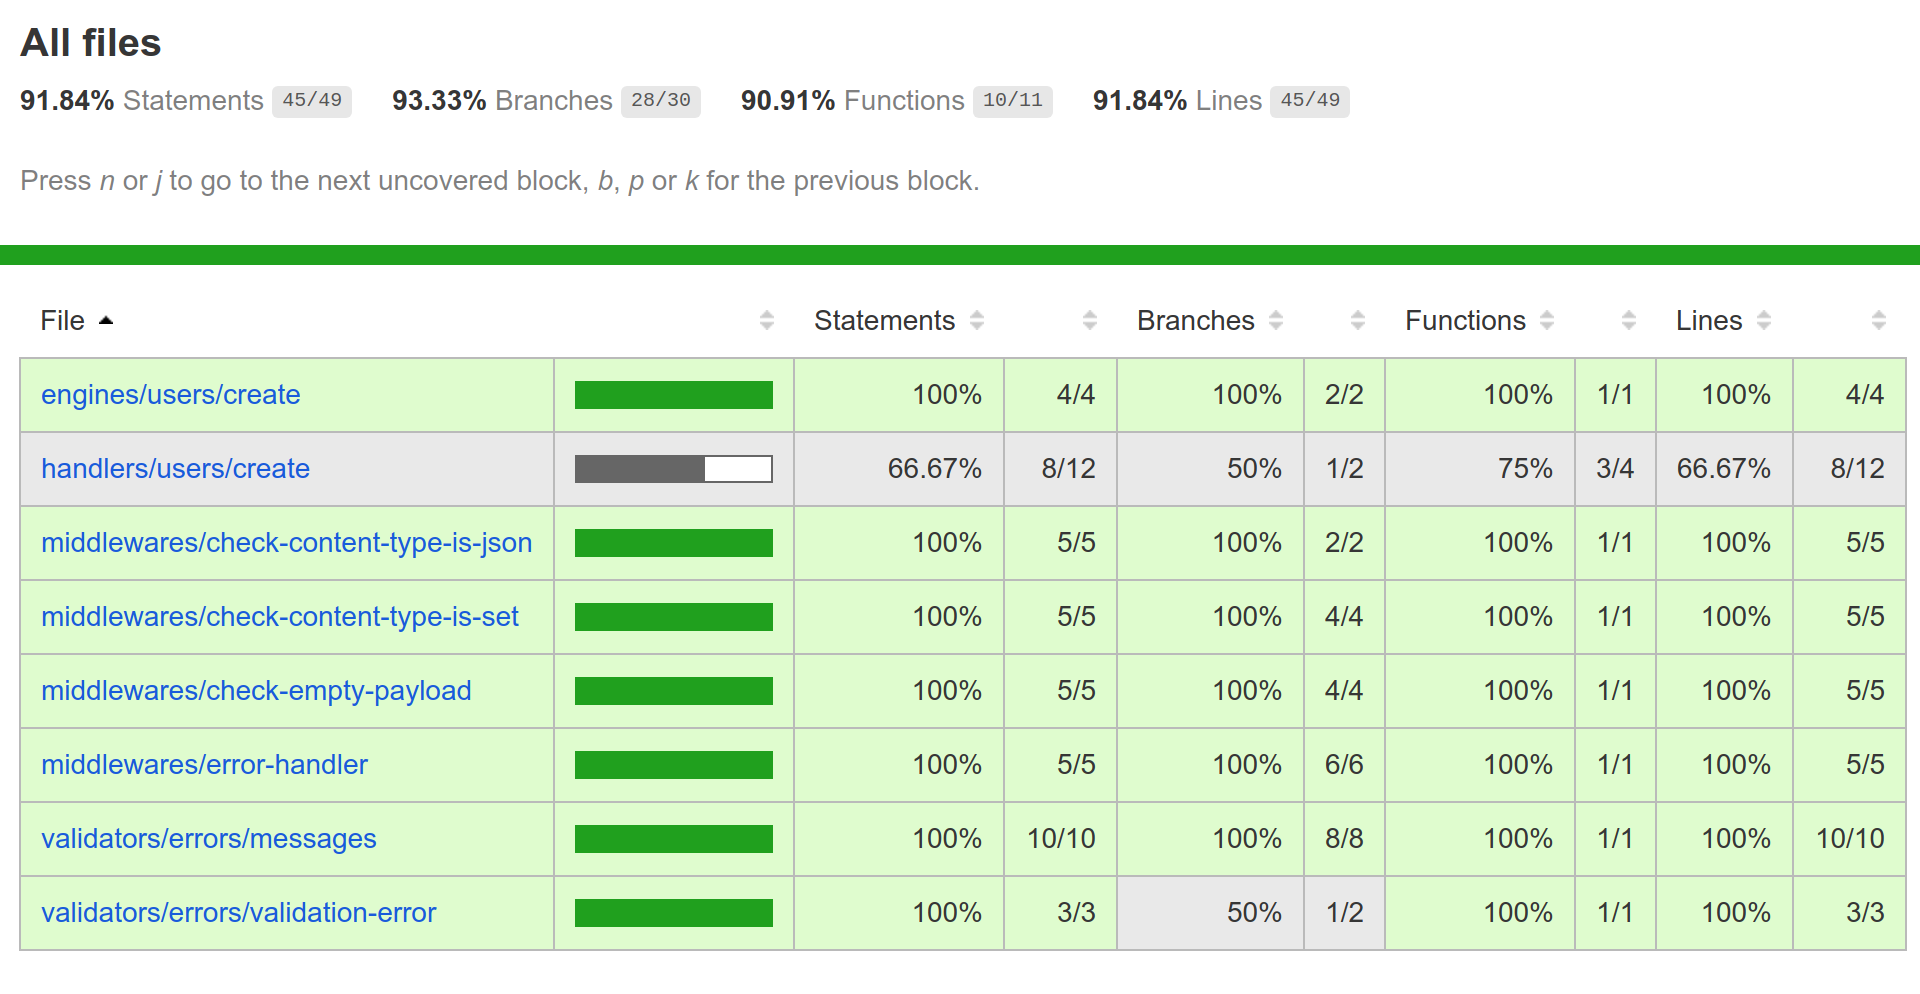 All files
91.84% Statements 45/49 93.33% Branches 28/30 90.91% Functions 10/11 91.84% Lines 45/49
Press n or j to go to the next uncovered block, b, p or k for the previous block.
File Statements Branches Functions Lines
engines/users/create 100% 4/4 100% 2/2 100% 1/1 100% 4/4
handlers/users/create 66.67% 8/12 50% 1/2 75% 3/4 66.67% 8/12
middlewares/check-content-type-is-json 100% 5/5 100% 2/2 100% 1/1 100% 5/5
middlewares/check-content-type-is-set 100% 5/5 100% 4/4 100% 1/1 100% 5/5
middlewares/check-empty-payload 100% 5/5 100% 4/4 100% 1/1 100% 5/5
middlewares/error-handler 100% 5/5 100% 6/6 100% 1/1 100% 5/5
validators/errors/messages 100% 10/10 100% 8/8 100% 1/1 100% 10/10
validators/errors/validation-error 100% 3/3 50% 1/2 100% 1/1 100% 3/3